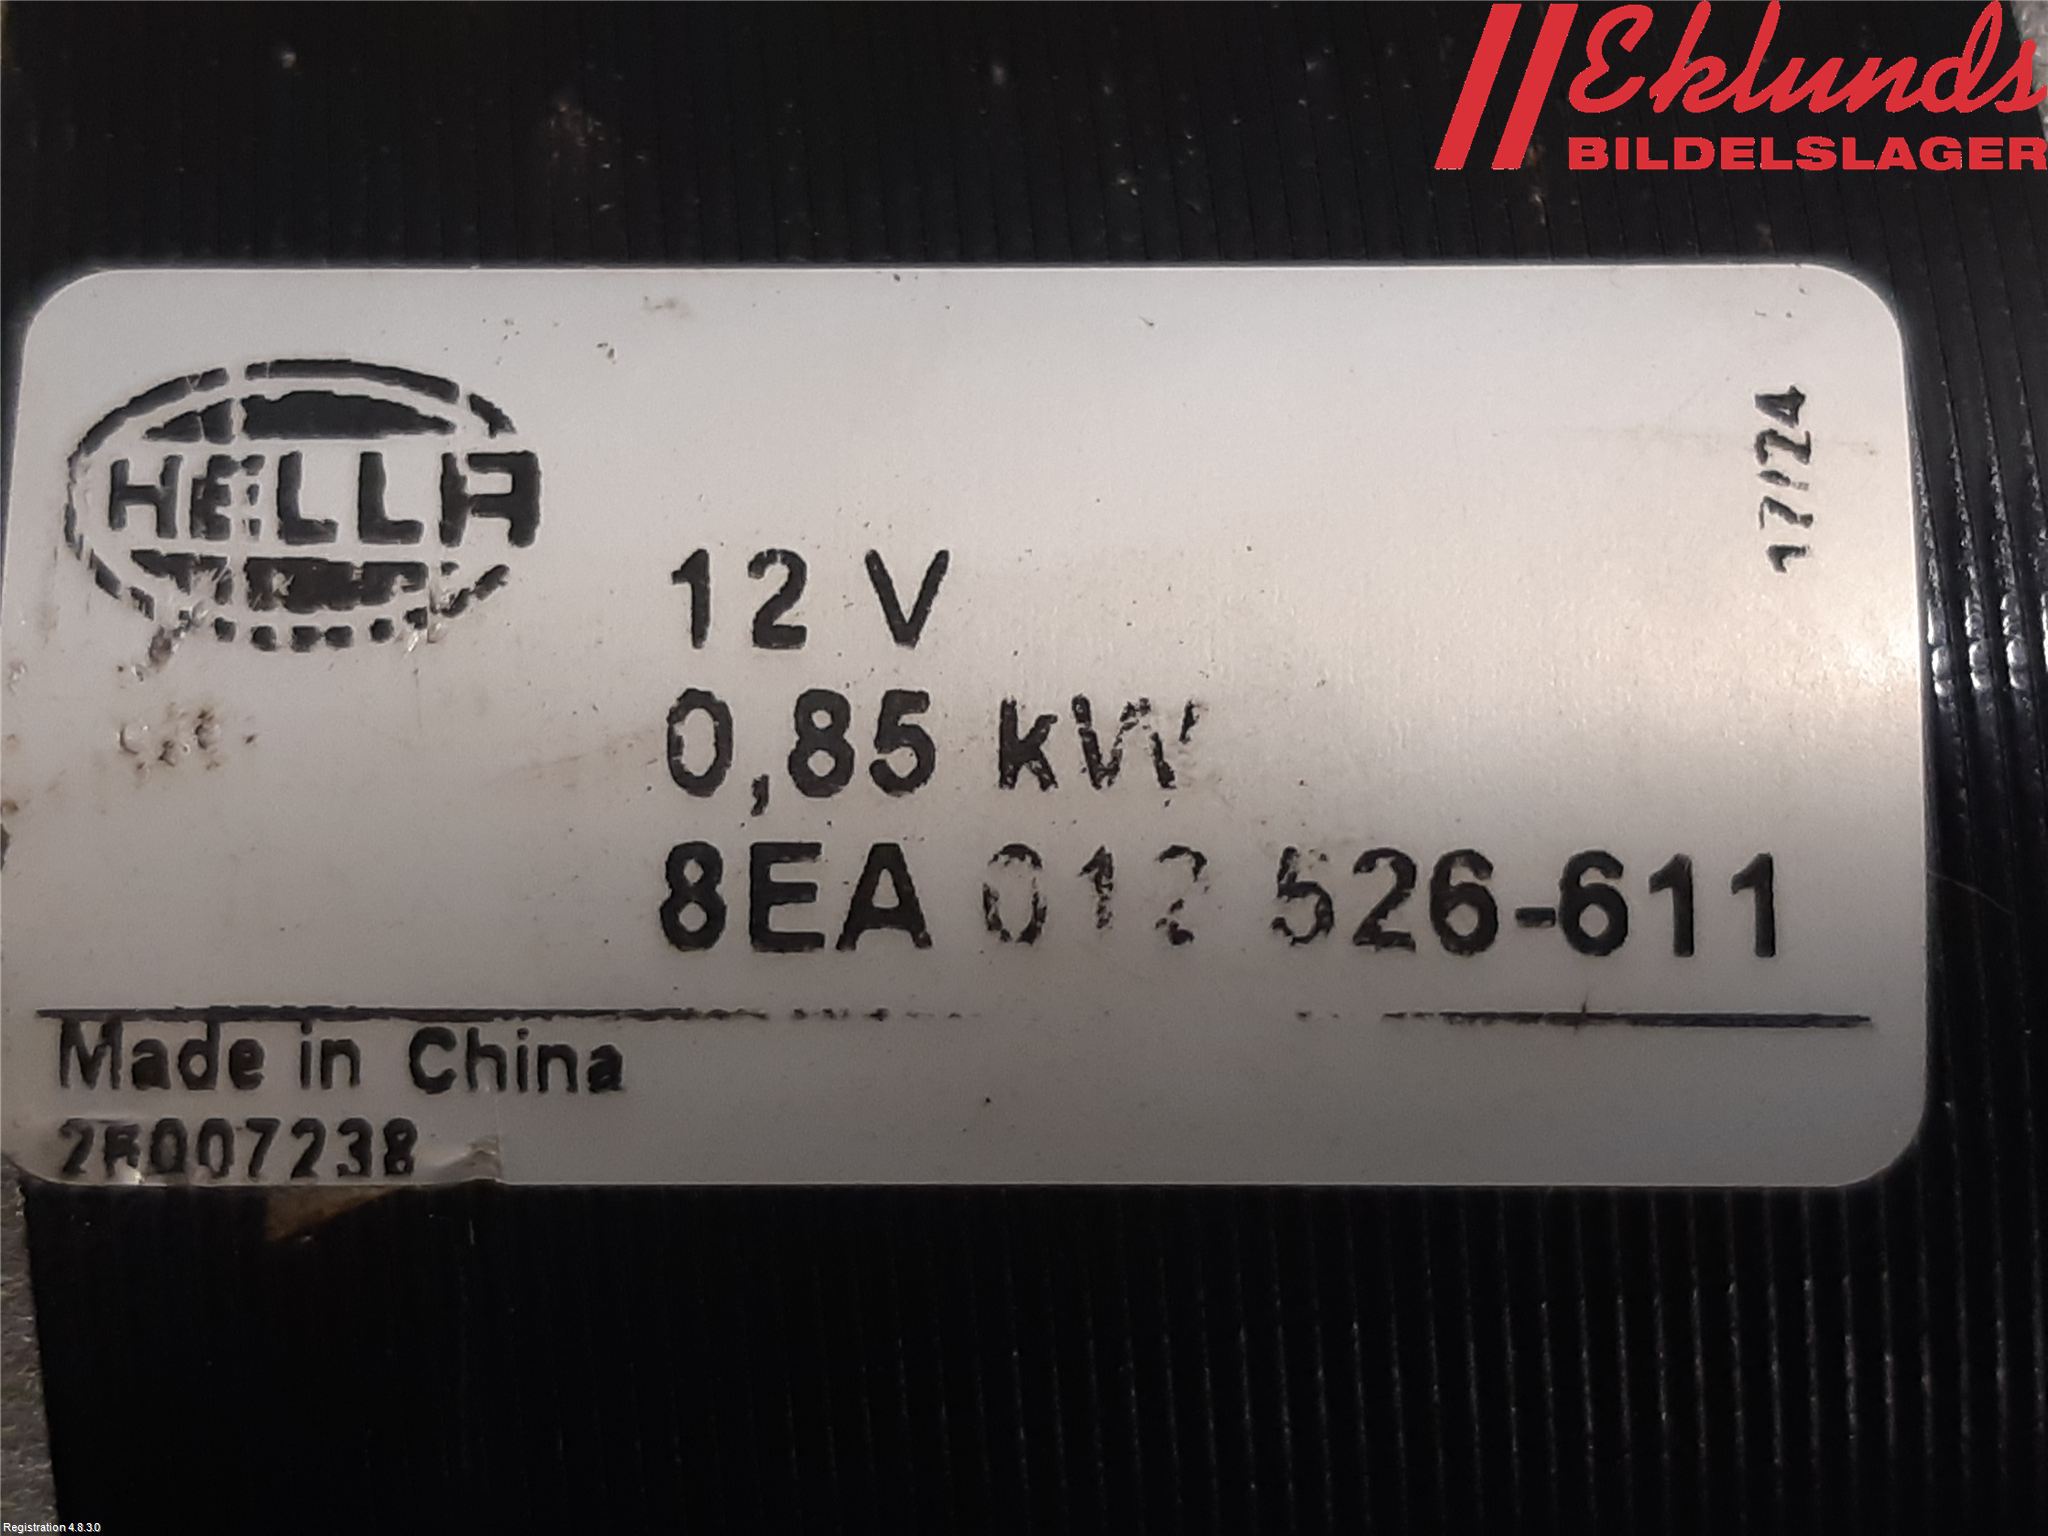 Eklunds
BILDELSLAGER
HELLA
17/24
12 V
0,85 kW
8EA 012 526-611
Made in China
Registration 4.8.3.0